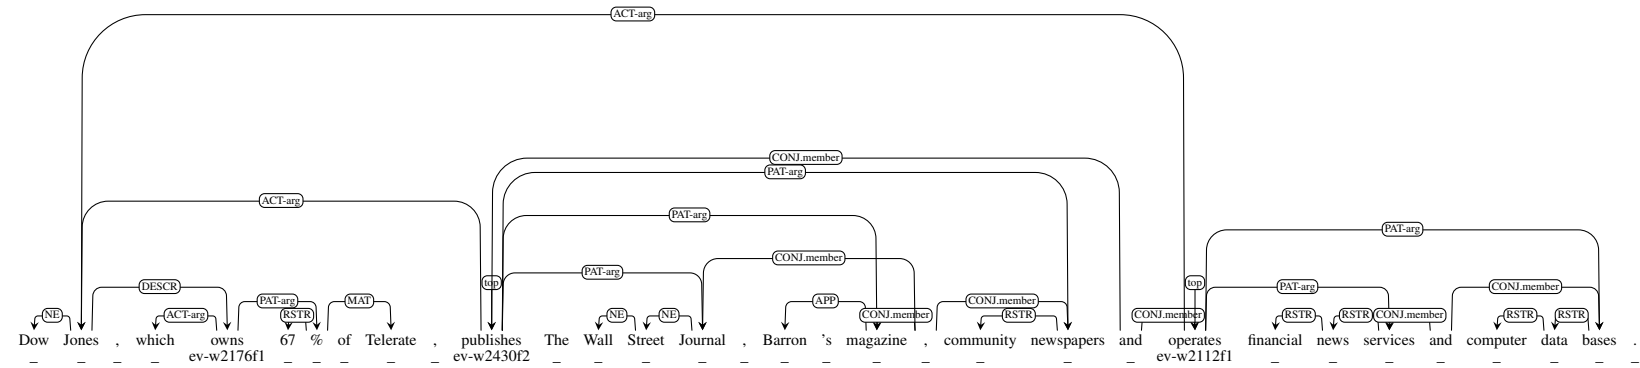 ACT-arg
CONJ.member
PAT-arg
ACT-arg
PAT-arg
PAT-arg
CONJ.member
PAT-arg
top
top
DESCR
PAT-arg
CONJ.member
PAT-arg MAT APP CONJ.member
NE ACT-arg RSTR NE NE CONJ.member RSTR CONJ.member RSTR RSTR CONJ.member RSTR RSTR
Dow Jones , which owns 67 % of Telerate , publishes The Wall Street Journal , Barron 's magazine , community newspapers and operates financial news services and computer data bases .
_ _ _ _ ev-w2176f1 _ _ _ _ _ ev-w2430f2 _ _ _ _ _ _ _ _ _ _ _ _ ev-w2112f1 _ _ _ _ _ _ _ _